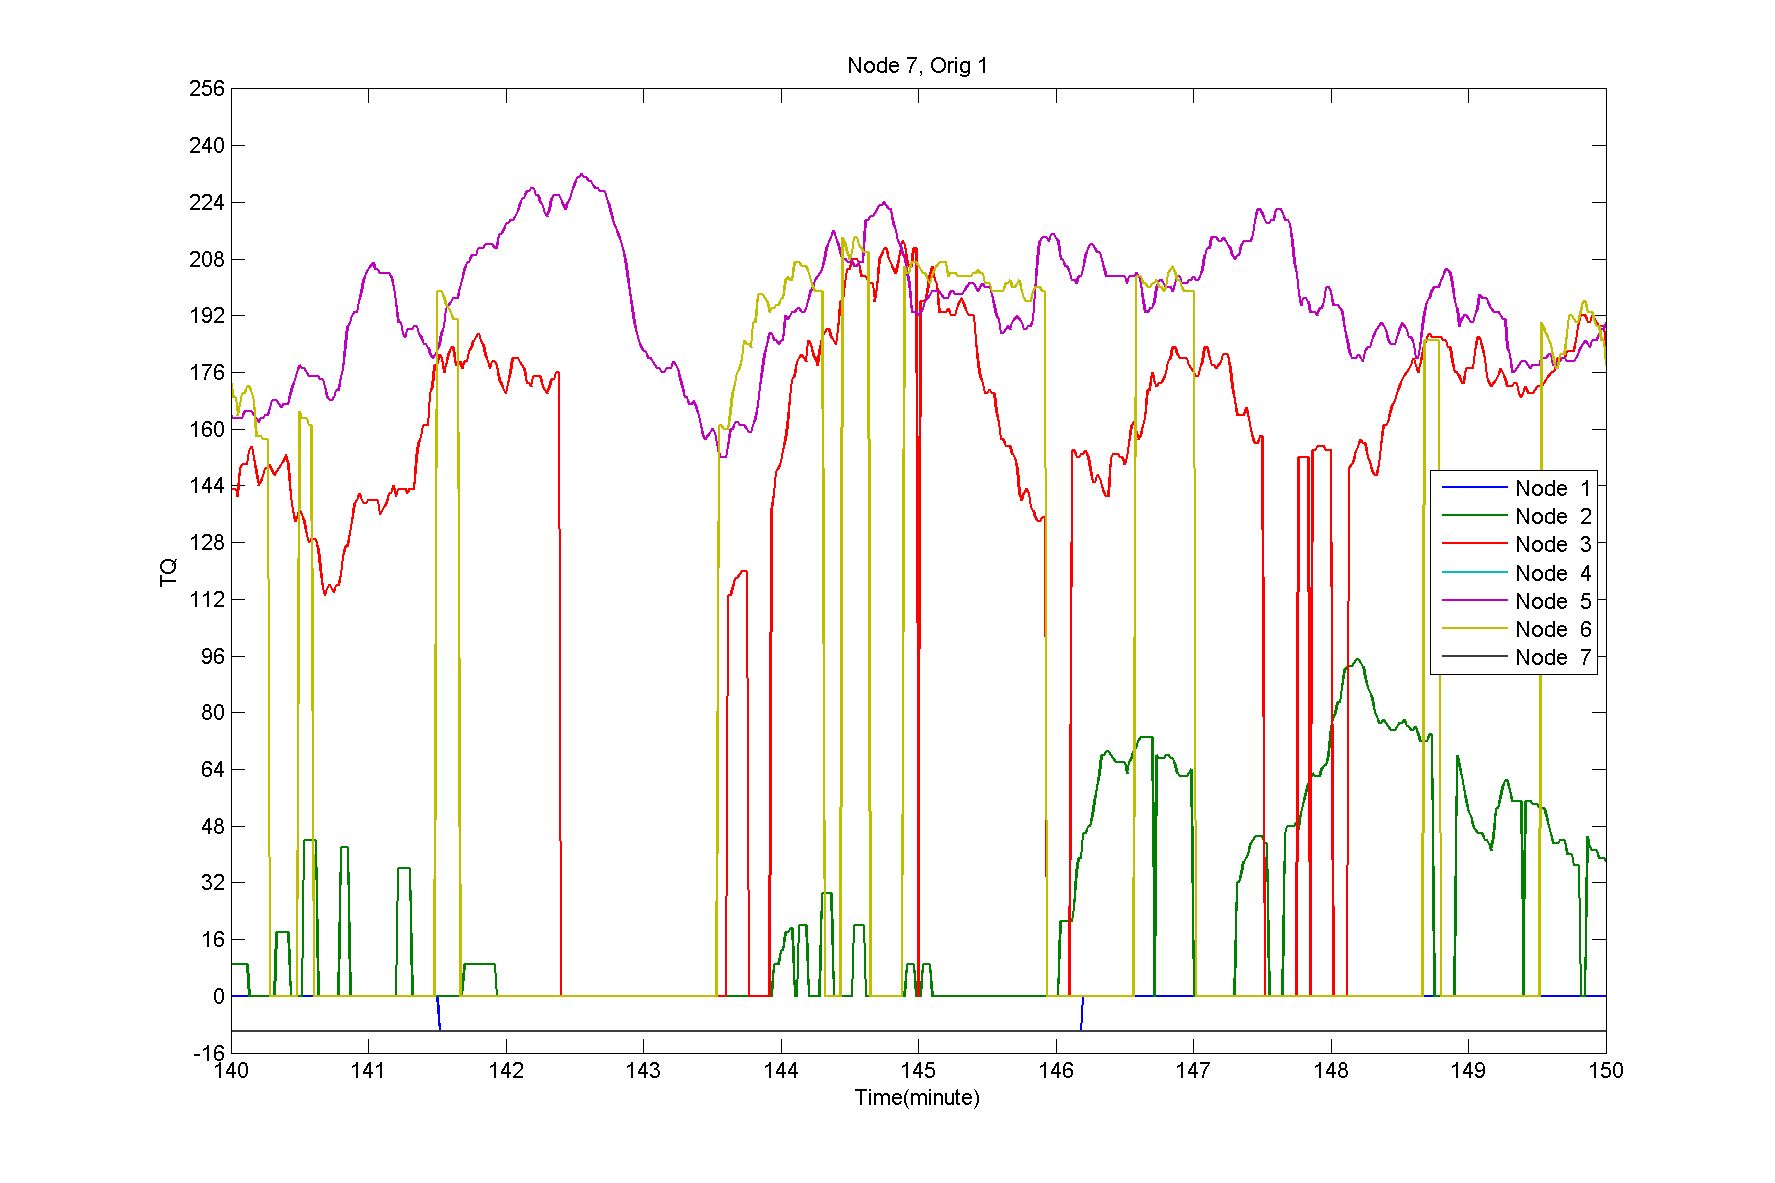 Node 7, Orig 1
256
240
224
208
192
176
160
144
128
112
96
80
64
48
32
16
0
-16
TQ
140 141 142 143 144 145 146 147 148 149 150
Time(minute)
Node 1
Node 2
Node 3
Node 4
Node 5
Node 6
Node 7